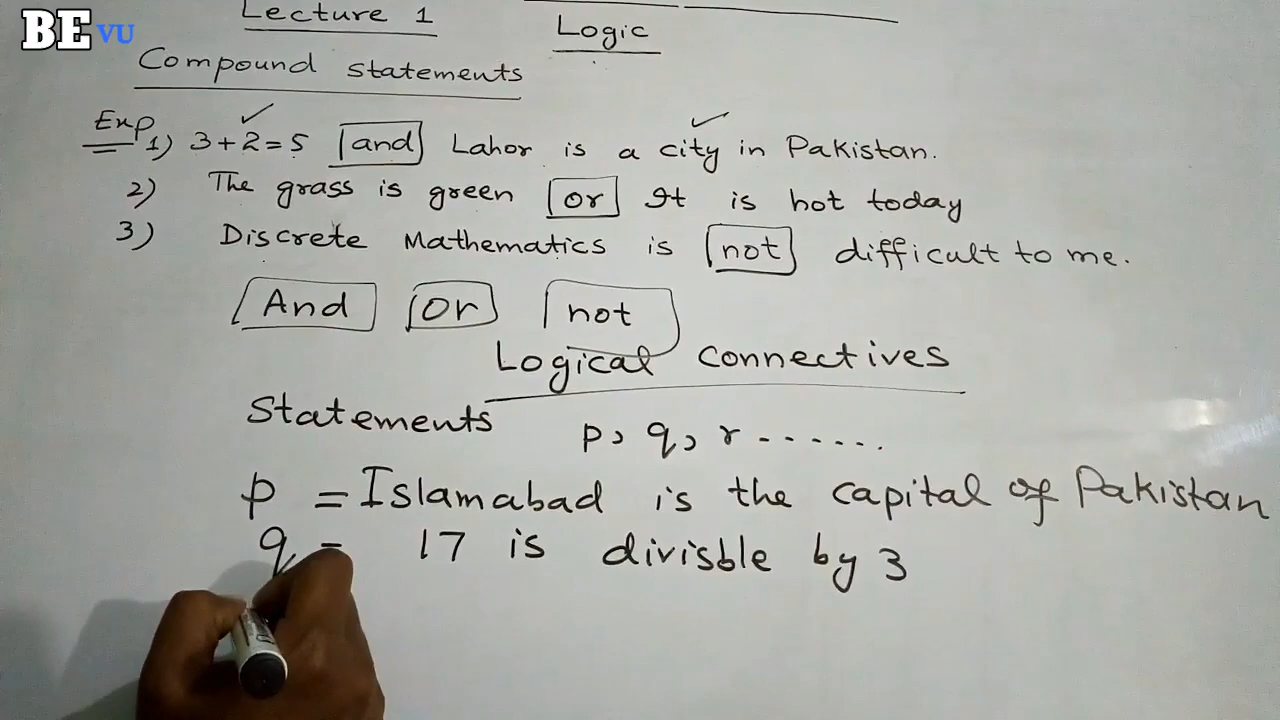 BE VU
Lecture 1
Logic
Compound statements
Exp
1) 3+2=5 and Lahor is a city in Pakistan.
2) The grass is green or It is hot today
3) Discrete Mathematics is not difficult to me.
And or not
Logical connectives
Statements p, q, r ------.
p = Islamabad is the capital of Pakistan
q = 17 is divisble by 3